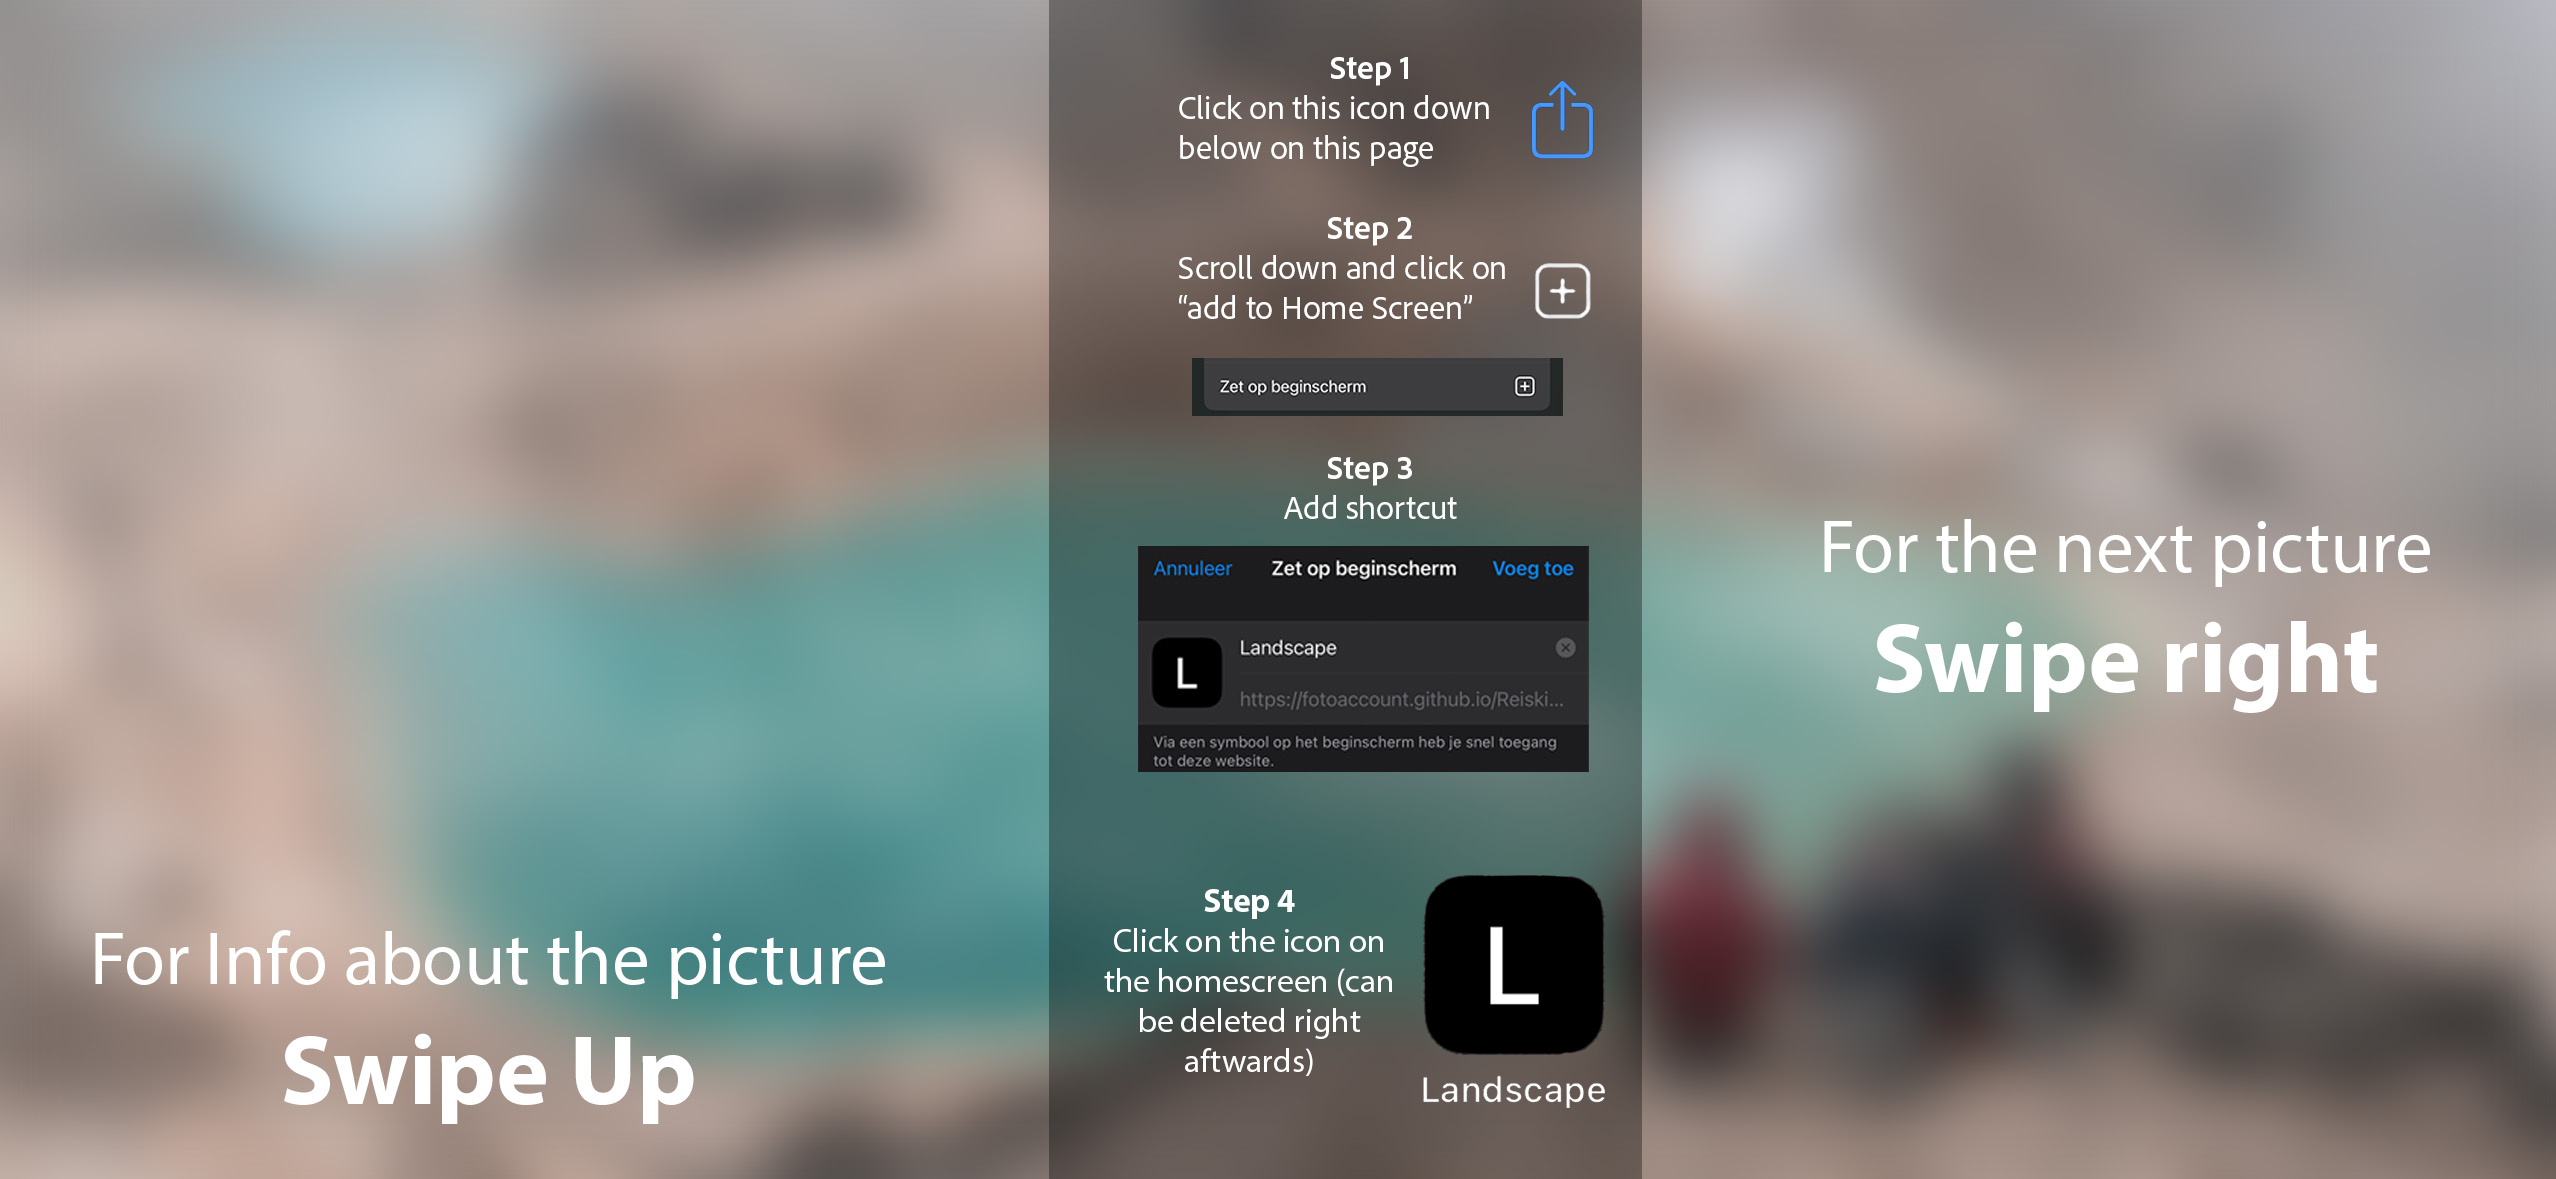 Step 1
Click on this icon down
below on this page
Step 2
Scroll down and click on
“add to Home Screen”
Zet op beginscherm
Step 3
Add shortcut
Annuleer Zet op beginscherm Voeg toe
L
Landscape
https://fotoaccount.github.io/Reiski...
Via een symbool op het beginscherm heb je snel toegang
tot deze website.
Step 4
Click on the icon on
the homescreen (can
be deleted right
aftwards)
L
Landscape
For Info about the picture
Swipe Up
For the next picture
Swipe right